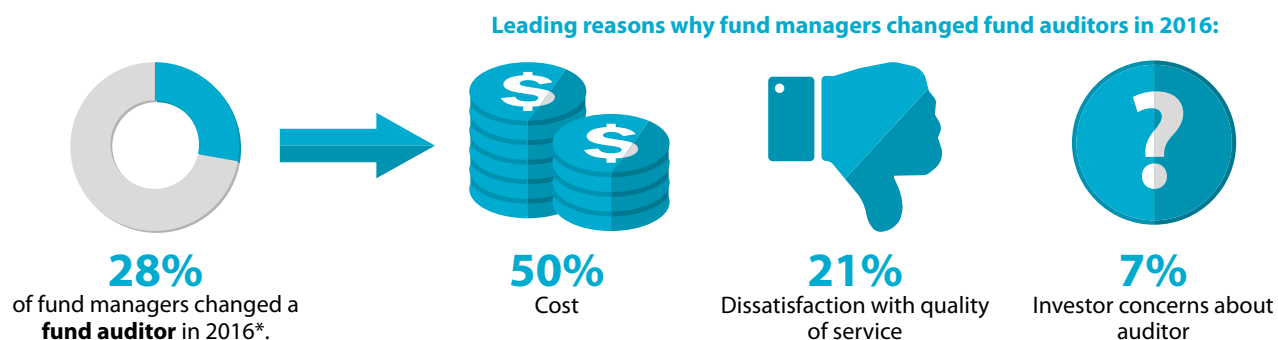 Leading reasons why fund managers changed fund auditors in 2016:
$
$
?
28%
of fund managers changed a
fund auditor in 2016*.
50%
Cost
21%
Dissatisfaction with quality
of service
7%
Investor concerns about
auditor